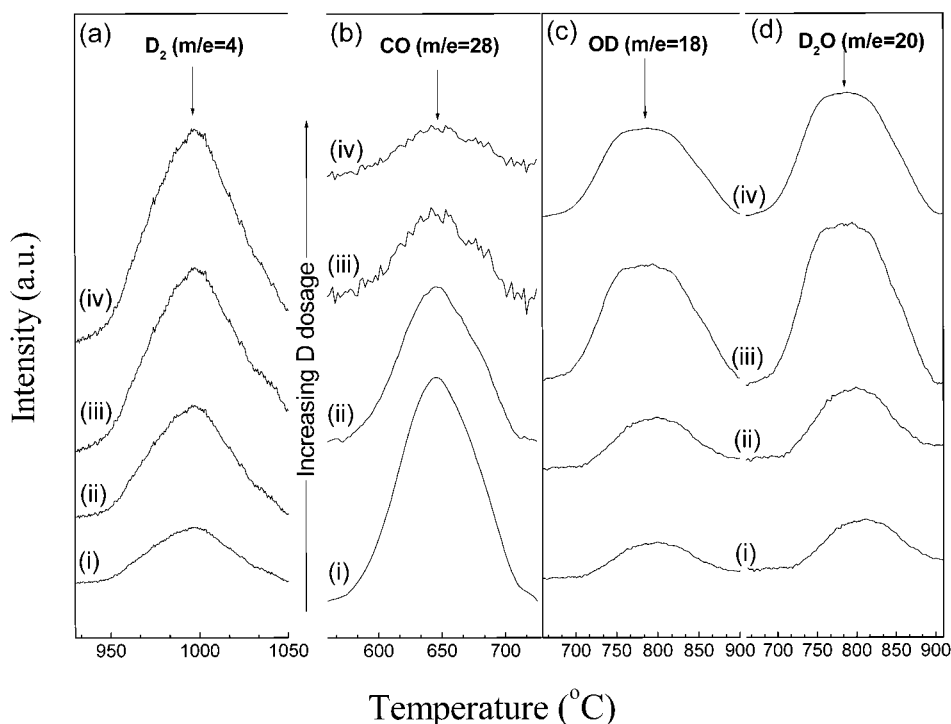 (a)
D₂ (m/e=4)
(iv)
(iii)
(ii)
(i)
Increasing D dosage
(b)
CO (m/e=28)
(iv)
(iii)
(ii)
(i)
(c)
OD (m/e=18)
(d)
D₂O (m/e=20)
(iv)
(iii)
(ii)
(i)
Intensity (a.u.)
950 1000 1050 600 650 700 700 750 800 850 900 700 750 800 850 900
Temperature (°C)